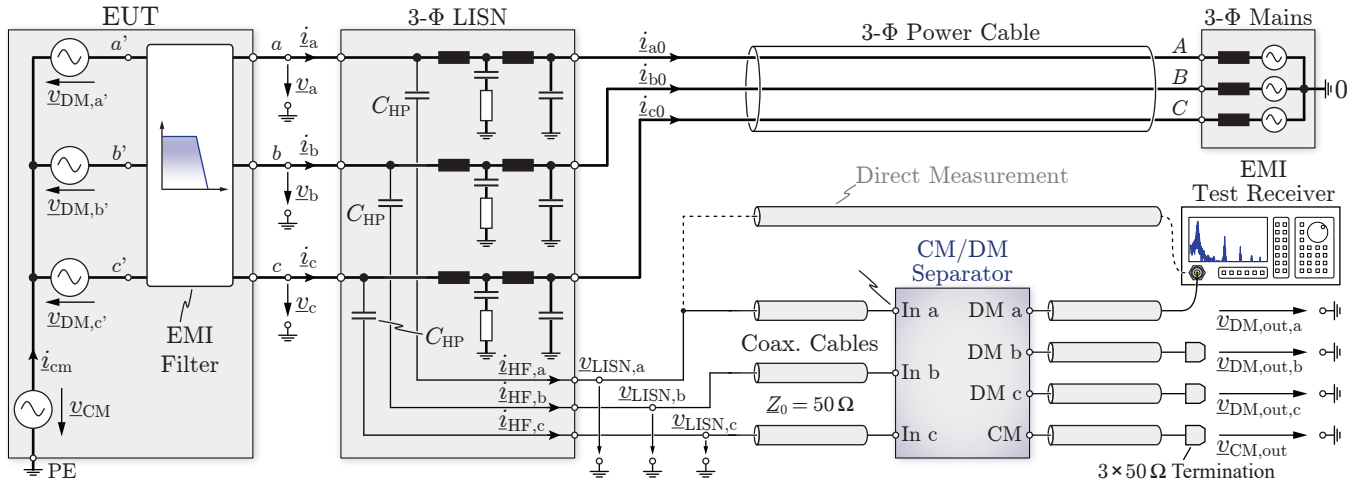 EUT
3-Φ LISN
3-Φ Power Cable
3-Φ Mains
a'
a
i_a
i_a0
A
v_DM,a'
v_a
C_HP
i_b0
B
0
i_c0
C
b'
b
i_b
v_DM,b'
v_b
C_HP
Direct Measurement
EMI
Test Receiver
c'
c
i_c
CM/DM
Separator
v_DM,c'
v_c
EMI
Filter
C_HP
In a
DM a
v_DM,out,a
i_cm
Coax. Cables
DM b
i_HF,a
v_LISN,a
In b
v_DM,out,b
v_CM
i_HF,b
v_LISN,b
Z_0 = 50 Ω
DM c
v_DM,out,c
i_HF,c
v_LISN,c
In c
CM
v_CM,out
PE
3 × 50 Ω Termination